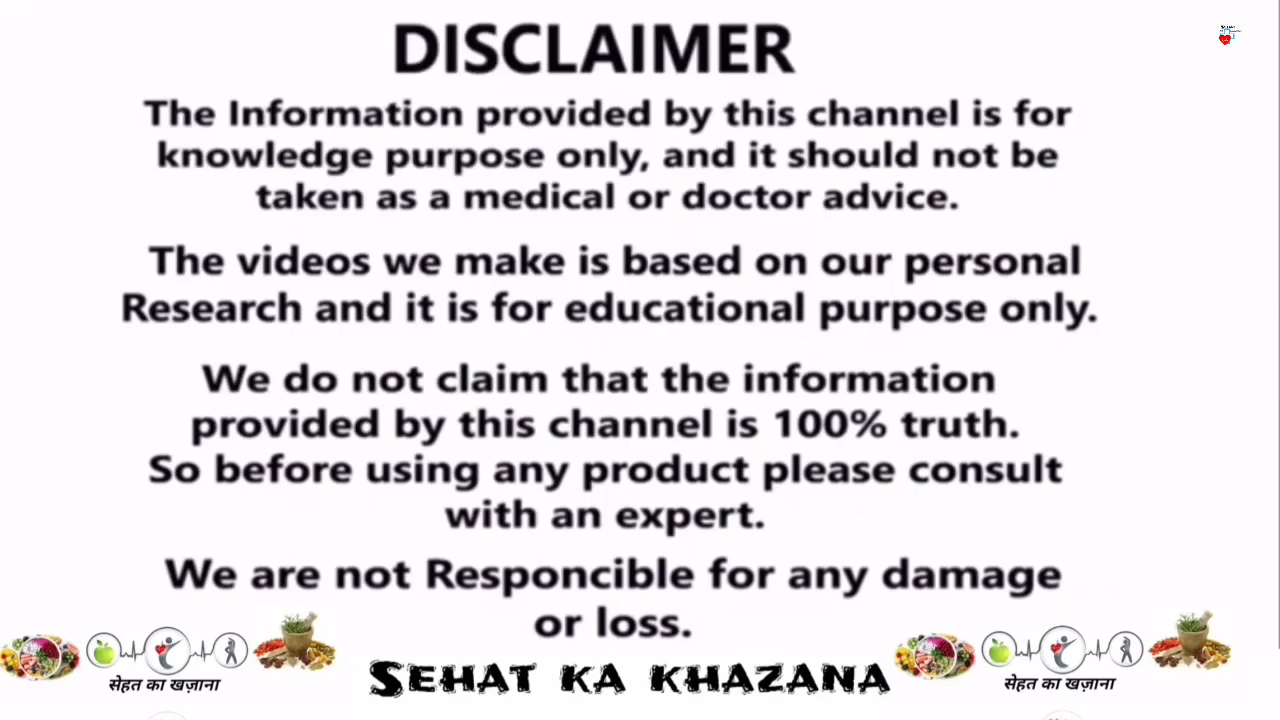 DISCLAIMER
The Information provided by this channel is for
knowledge purpose only, and it should not be
taken as a medical or doctor advice.
The videos we make is based on our personal
Research and it is for educational purpose only.
We do not claim that the information
provided by this channel is 100% truth.
So before using any product please consult
with an expert.
We are not Responcible for any damage
or loss.
सेहत का खज़ाना
SEHAT KA KHAZANA
सेहत का खज़ाना